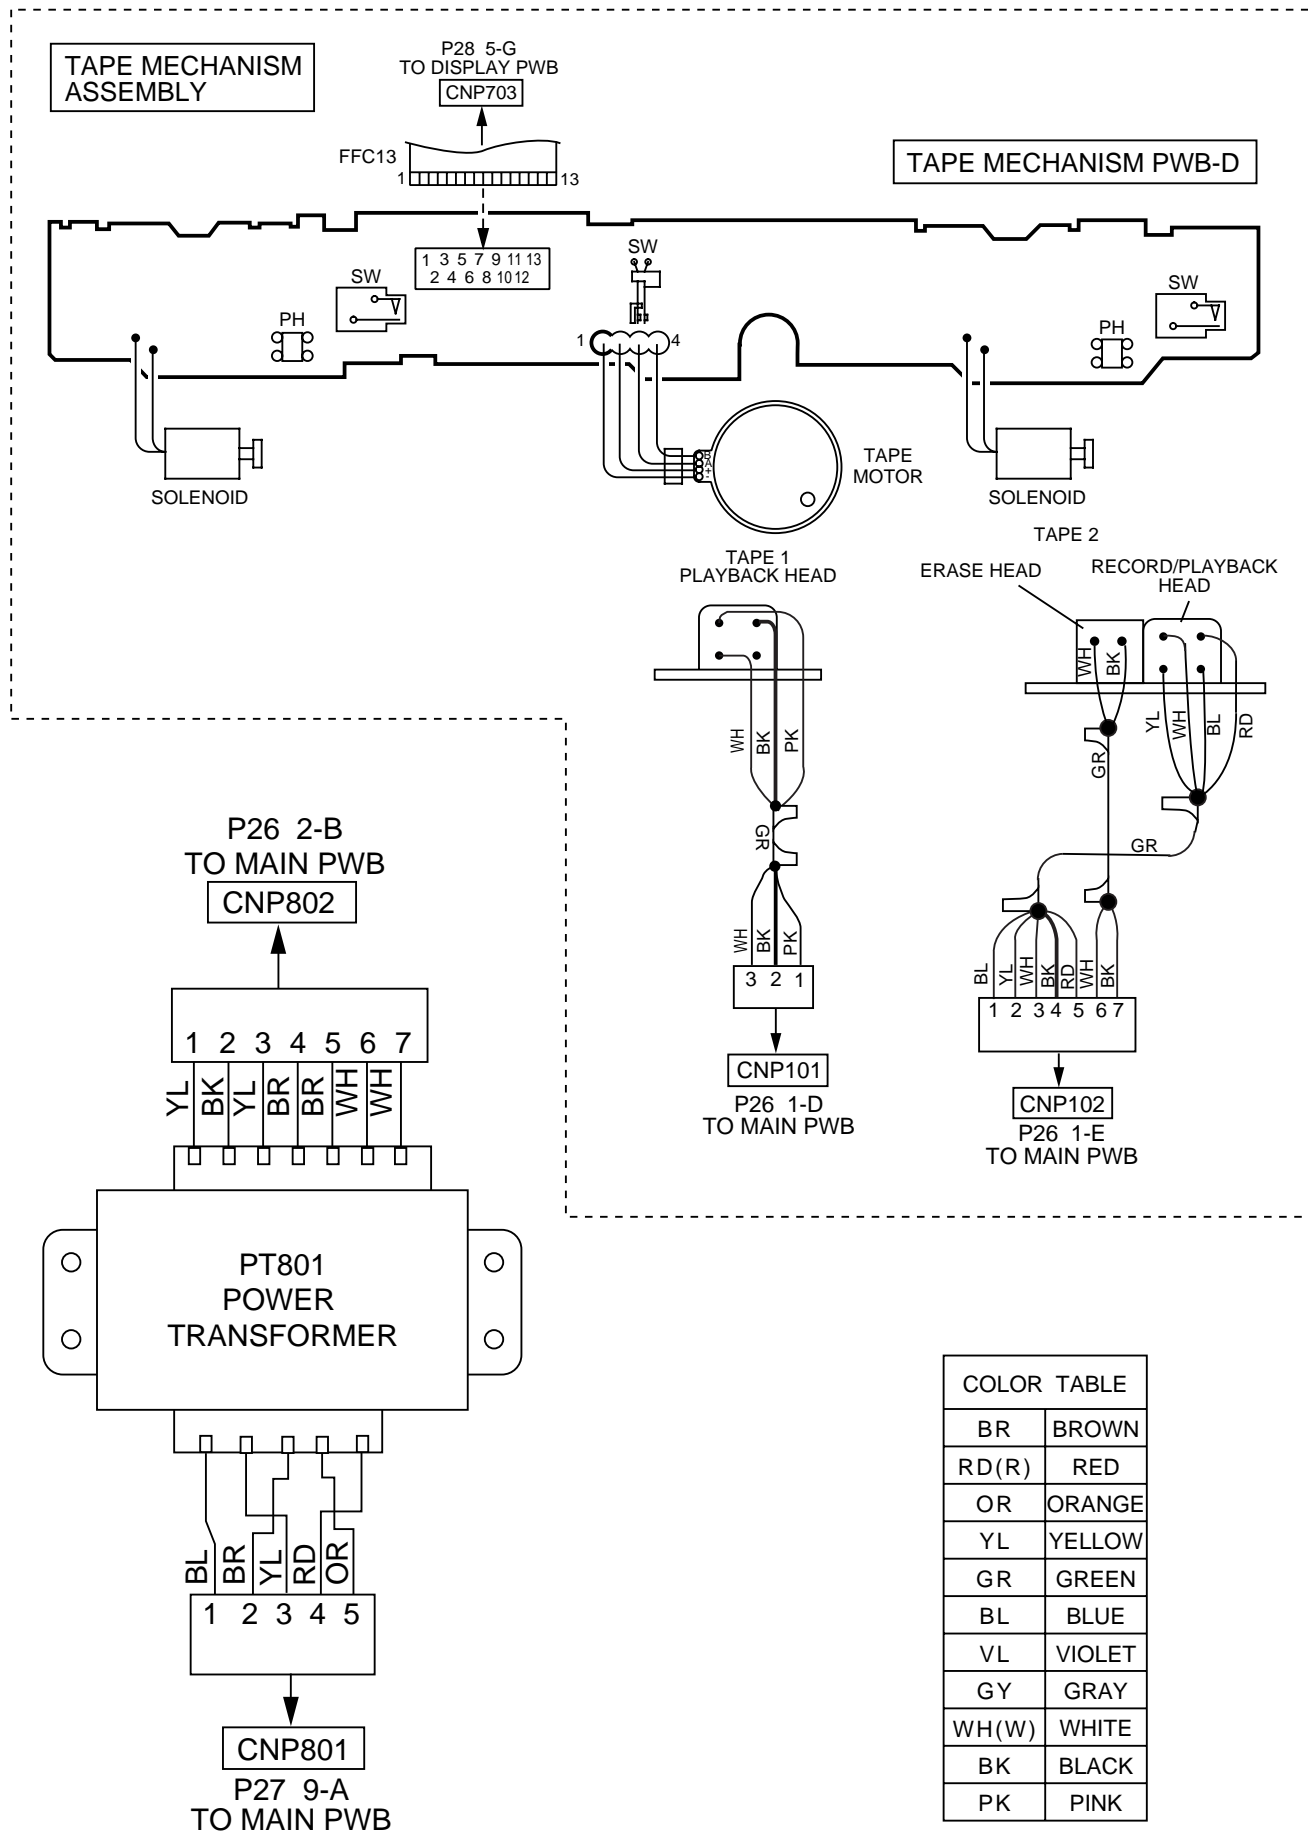 TAPE MECHANISM
ASSEMBLY
P28 5-G
TO DISPLAY PWB
CNP703
FFC13
1 13
TAPE MECHANISM PWB-D
1 3 5 7 9 11 13
2 4 6 8 10 12
SW
SW
SW
PH
PH
1 4
B
A
+
-
TAPE
MOTOR
SOLENOID
SOLENOID
TAPE 1
PLAYBACK HEAD
TAPE 2
ERASE HEAD
RECORD/PLAYBACK
HEAD
WH BK
YL WH BL RD
WH BK PK
GR
GR
GR
WH BK PK
3 2 1
CNP101
P26 1-D
TO MAIN PWB
BL YL WH BK RD WH BK
1 2 3 4 5 6 7
CNP102
P26 1-E
TO MAIN PWB
P26 2-B
TO MAIN PWB
CNP802
1 2 3 4 5 6 7
YL BK YL BR BR WH WH
PT801
POWER
TRANSFORMER
BL BR YL RD OR
1 2 3 4 5
CNP801
P27 9-A
TO MAIN PWB
COLOR TABLE
BR BROWN
RD(R) RED
OR ORANGE
YL YELLOW
GR GREEN
BL BLUE
VL VIOLET
GY GRAY
WH(W) WHITE
BK BLACK
PK PINK